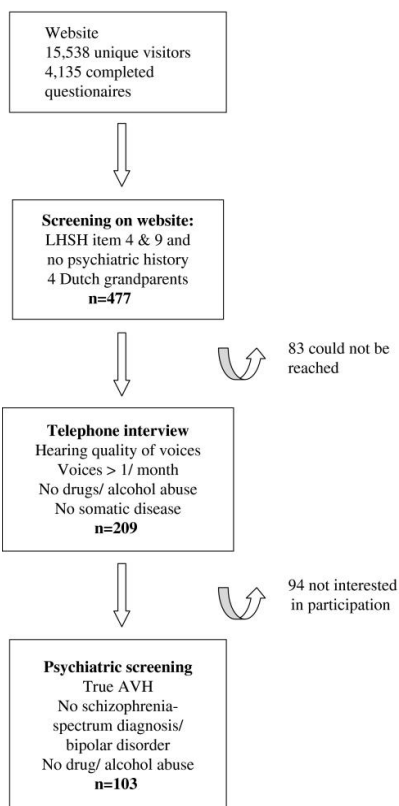 Website
15,538 unique visitors
4,135 completed
questionaires
Screening on website:
LHSH item 4 & 9 and
no psychiatric history
4 Dutch grandparents
n=477
83 could not be
reached
Telephone interview
Hearing quality of voices
Voices > 1/ month
No drugs/ alcohol abuse
No somatic disease
n=209
94 not interested
in participation
Psychiatric screening
True AVH
No schizophrenia-
spectrum diagnosis/
bipolar disorder
No drug/ alcohol abuse
n=103